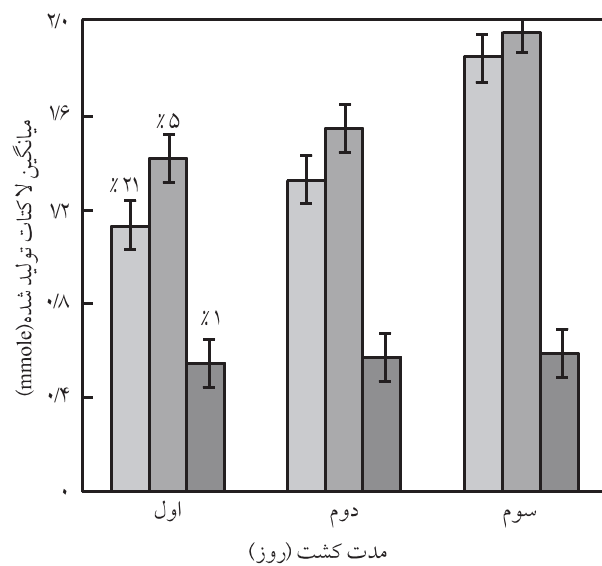 میانگین لاکتات تولید شده (mmole)
۲/۰
۱/۶
۱/۲
۰/۸
۰/۴
۰
٪۲۱
٪۵
٪۱
اول
دوم
سوم
مدت کشت (روز)